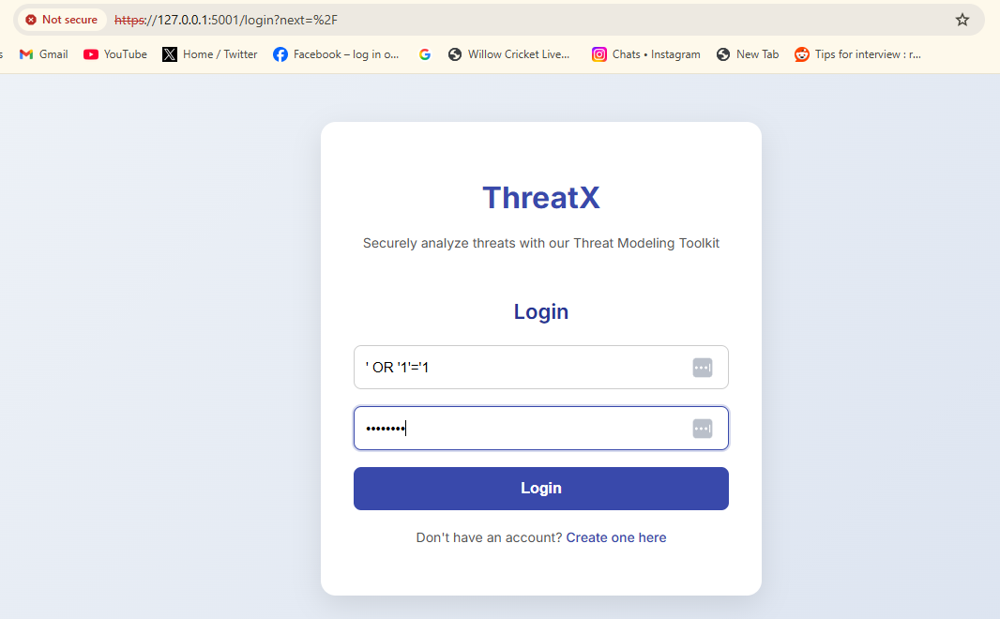 Not secure https://127.0.0.1:5001/login?next=%2F
s Gmail YouTube Home / Twitter Facebook – log in o... Willow Cricket Live... Chats • Instagram New Tab Tips for interview : r...
ThreatX
Securely analyze threats with our Threat Modeling Toolkit
Login
' OR '1'='1
••••••••
Login
Don't have an account? Create one here